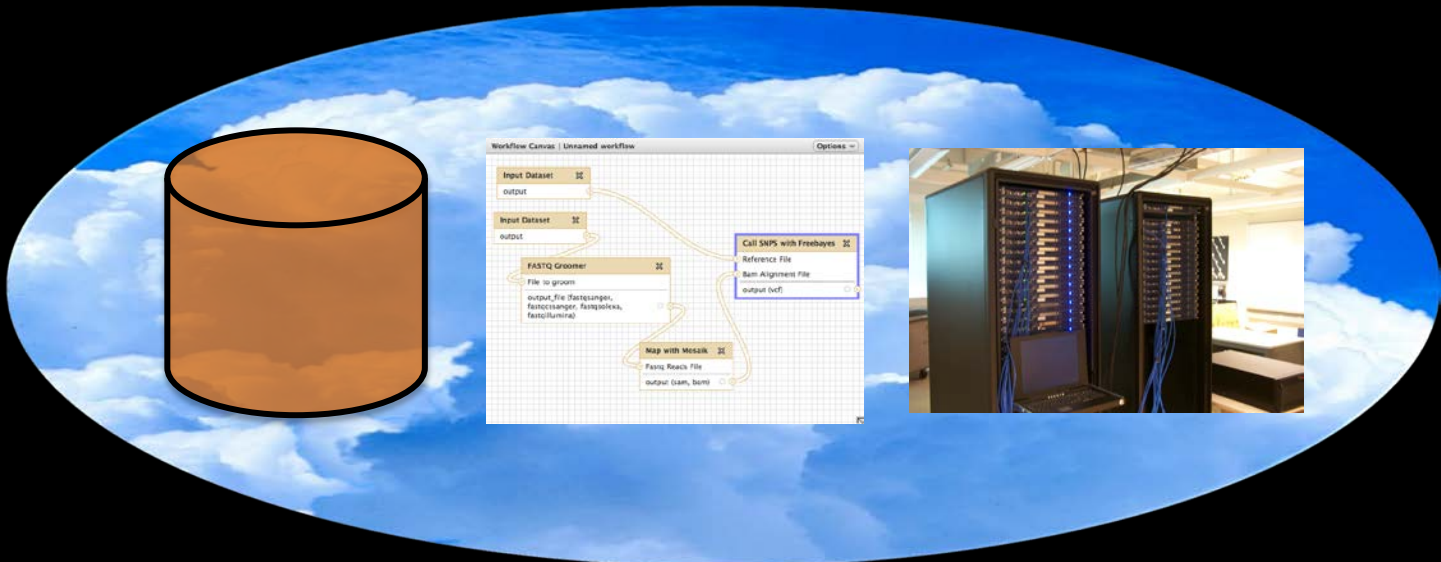 Workflow Canvas | Unnamed workflow
Options
Input Dataset
output
Input Dataset
output
FASTQ Groomer
File to groom
output_file (fastqsanger,
fastqcssanger, fastqsolexa,
fastqillumina)
Map with Mosaik
Fastq Reads File
output (sam, bam)
Call SNPS with Freebayes
Reference File
Bam Alignment File
output (vcf)